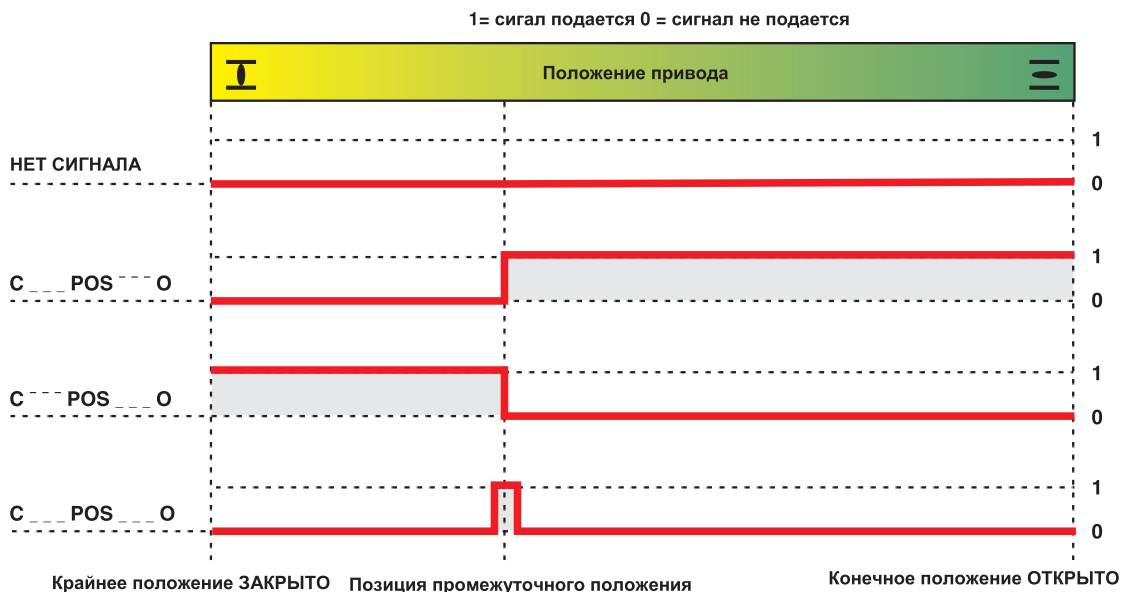 1= сигал подается 0 = сигнал не подается
Положение привода
1
НЕТ СИГНАЛА
0
1
C _ _ _ POS ¯ ¯ ¯ O
0
1
C ¯ ¯ ¯ POS _ _ _ O
0
1
C _ _ _ POS _ _ _ O
0
Крайнее положение ЗАКРЫТО
Позиция промежуточного положения
Конечное положение ОТКРЫТО